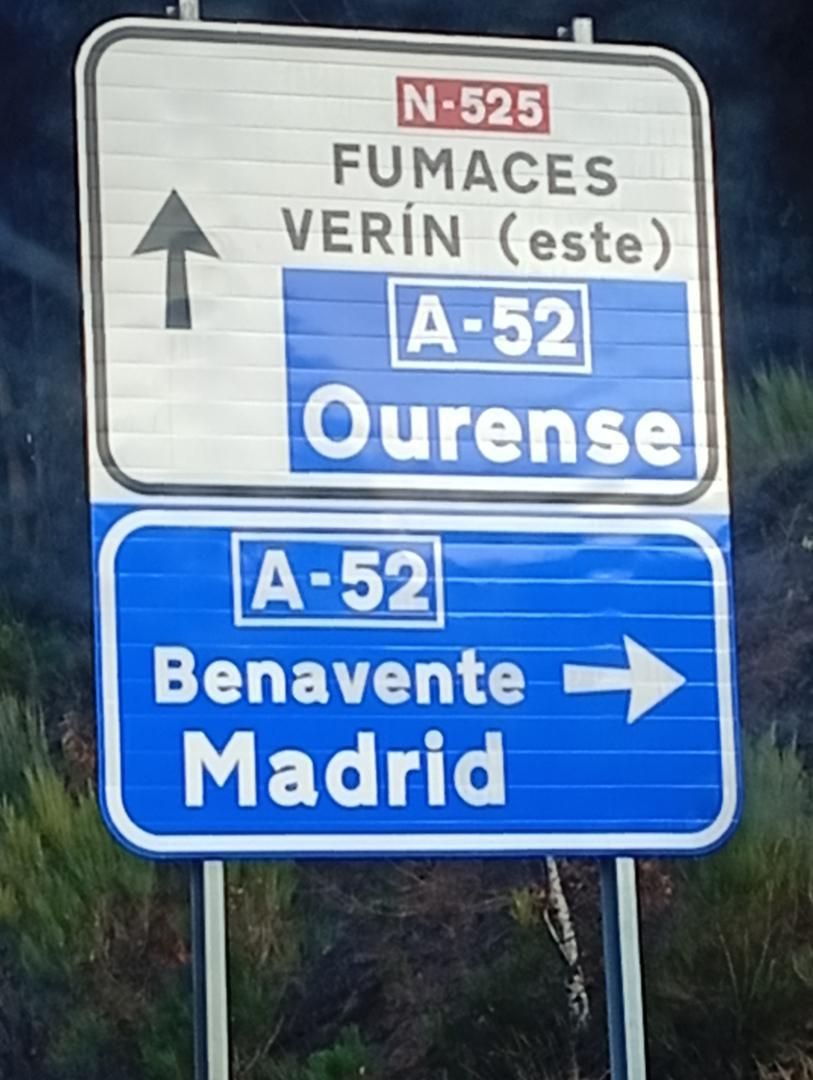 N-525
FUMACES
VERÍN (este)
A-52
Ourense
A-52
Benavente
Madrid